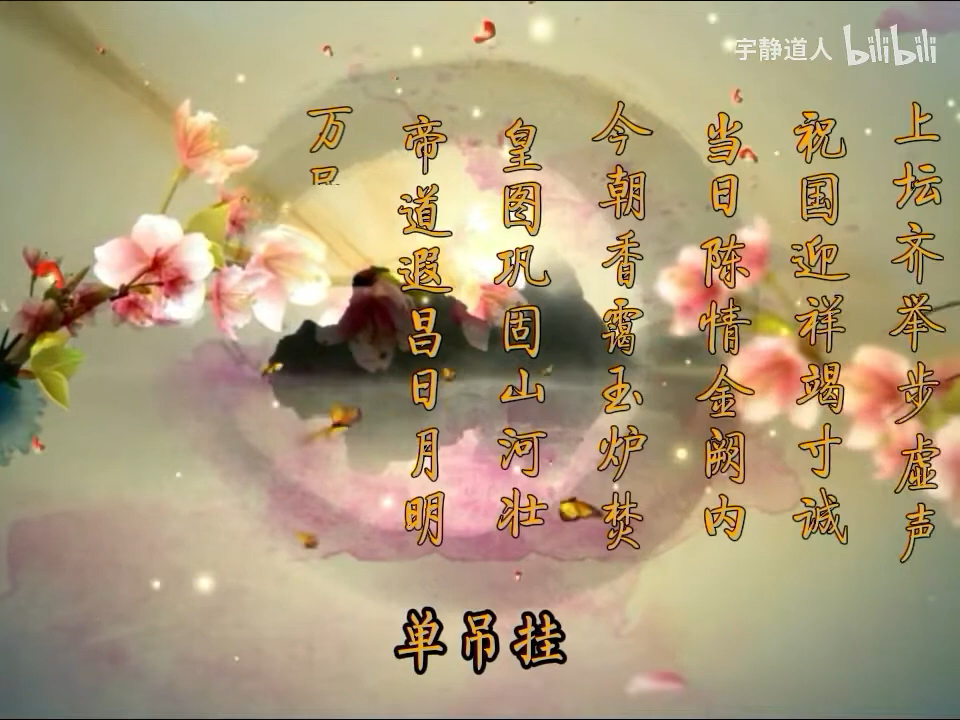 宇静道人 bilibili
上坛齐举步虚声
祝国迎祥竭寸诚
当日陈情金阙内
今朝香霭玉炉焚
皇图巩固山河壮
帝道遐昌日月明
万
单吊挂